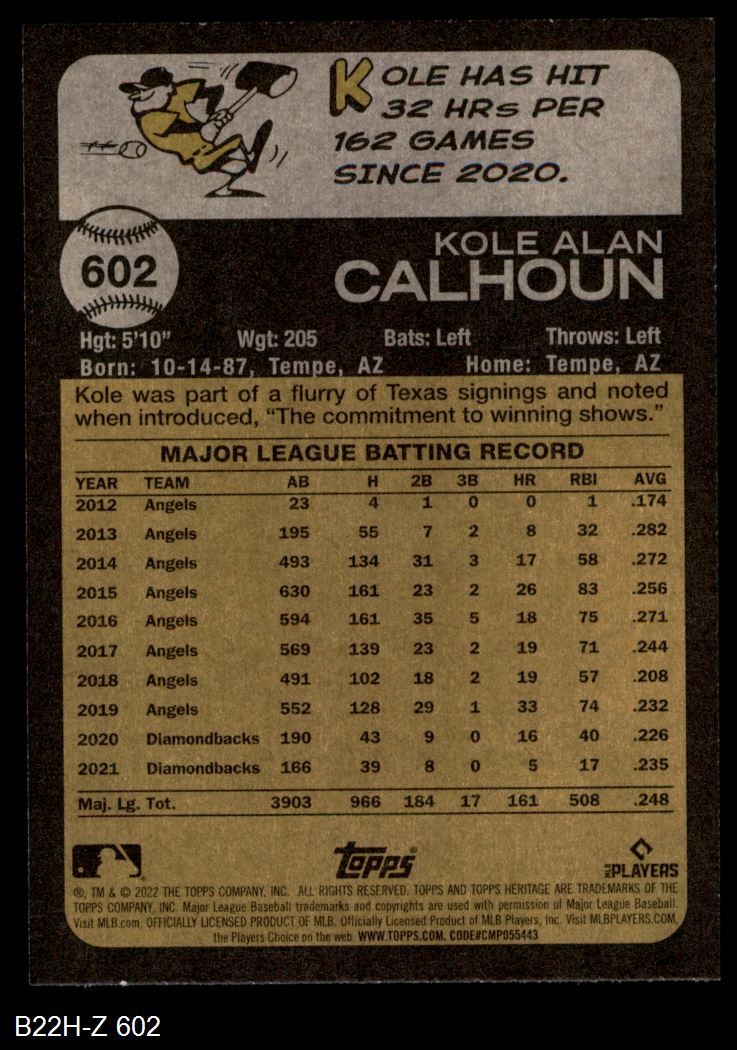 KOLE HAS HIT
32 HRs PER
162 GAMES
SINCE 2020.
602
KOLE ALAN
CALHOUN
Hgt: 5'10" Wgt: 205 Bats: Left Throws: Left
Born: 10-14-87, Tempe, AZ Home: Tempe, AZ
Kole was part of a flurry of Texas signings and noted
when introduced, “The commitment to winning shows.”
MAJOR LEAGUE BATTING RECORD
YEAR TEAM AB H 2B 3B HR RBI AVG
2012 Angels 23 4 1 0 0 1 .174
2013 Angels 195 55 7 2 8 32 .282
2014 Angels 493 134 31 3 17 58 .272
2015 Angels 630 161 23 2 26 83 .256
2016 Angels 594 161 35 5 18 75 .271
2017 Angels 569 139 23 2 19 71 .244
2018 Angels 491 102 18 2 19 57 .208
2019 Angels 552 128 29 1 33 74 .232
2020 Diamondbacks 190 43 9 0 16 40 .226
2021 Diamondbacks 166 39 8 0 5 17 .235
Maj. Lg. Tot. 3903 966 184 17 161 508 .248
Topps®
MLB PLAYERS
®, TM & © 2022 THE TOPPS COMPANY, INC. ALL RIGHTS RESERVED. TOPPS AND TOPPS HERITAGE ARE TRADEMARKS OF THE
TOPPS COMPANY, INC. Major League Baseball trademarks and copyrights are used with permission of Major League Baseball.
Visit MLB.com. OFFICIALLY LICENSED PRODUCT OF MLB. Officially Licensed Product of MLB Players, Inc. Visit MLBPLAYERS.COM,
the Players Choice on the web. WWW.TOPPS.COM. CODE#CMP055443
B22H-Z 602